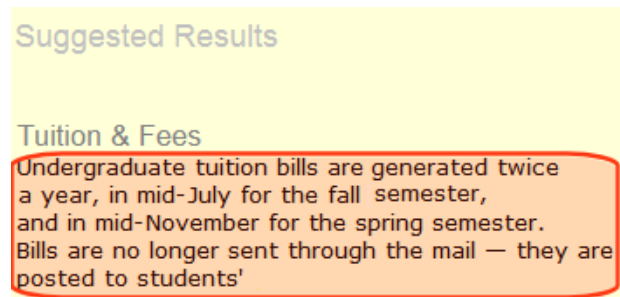 Suggested Results
Tuition & Fees
Undergraduate tuition bills are generated twice
a year, in mid-July for the fall semester,
and in mid-November for the spring semester.
Bills are no longer sent through the mail — they are
posted to students'